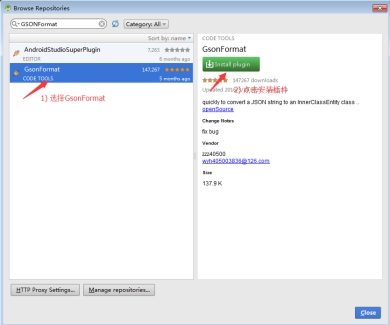 Browse Repositories
GSONFormat
Category: All
Sort by: name
AndroidStudioSuperPlugin
7,263
EDITOR
6 months ago
GsonFormat
147,267
CODE TOOLS
5 months ago
1) 选择GsonFormat
CODE TOOLS
GsonFormat
Install plugin
147267 downloads
Updated
2) 点击安装插件
quickly to convert a JSON string to an InnerClassEntity class ..
openSource
Change Notes
fix bug
Vendor
zzz40500
wrh405003836@126.com
Size
137.9 K
HTTP Proxy Settings...
Manage repositories...
Close